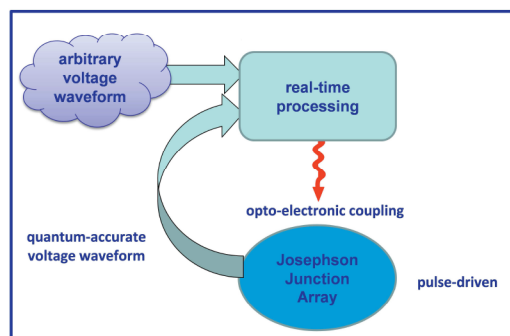 arbitrary
voltage
waveform
real-time
processing
opto-electronic coupling
quantum-accurate
voltage waveform
Josephson
Junction
Array
pulse-driven